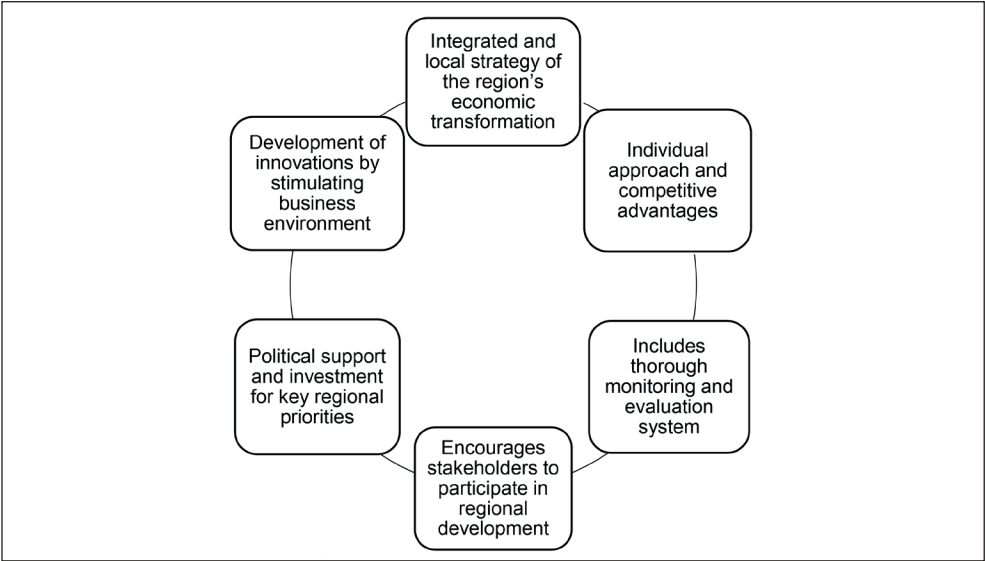 Integrated and
local strategy of
the region's
economic
transformation
Individual
approach and
competitive
advantages
Includes
thorough
monitoring and
evaluation
system
Encourages
stakeholders to
participate in
regional
development
Political support
and investment
for key regional
priorities
Development of
innovations by
stimulating
business
environment